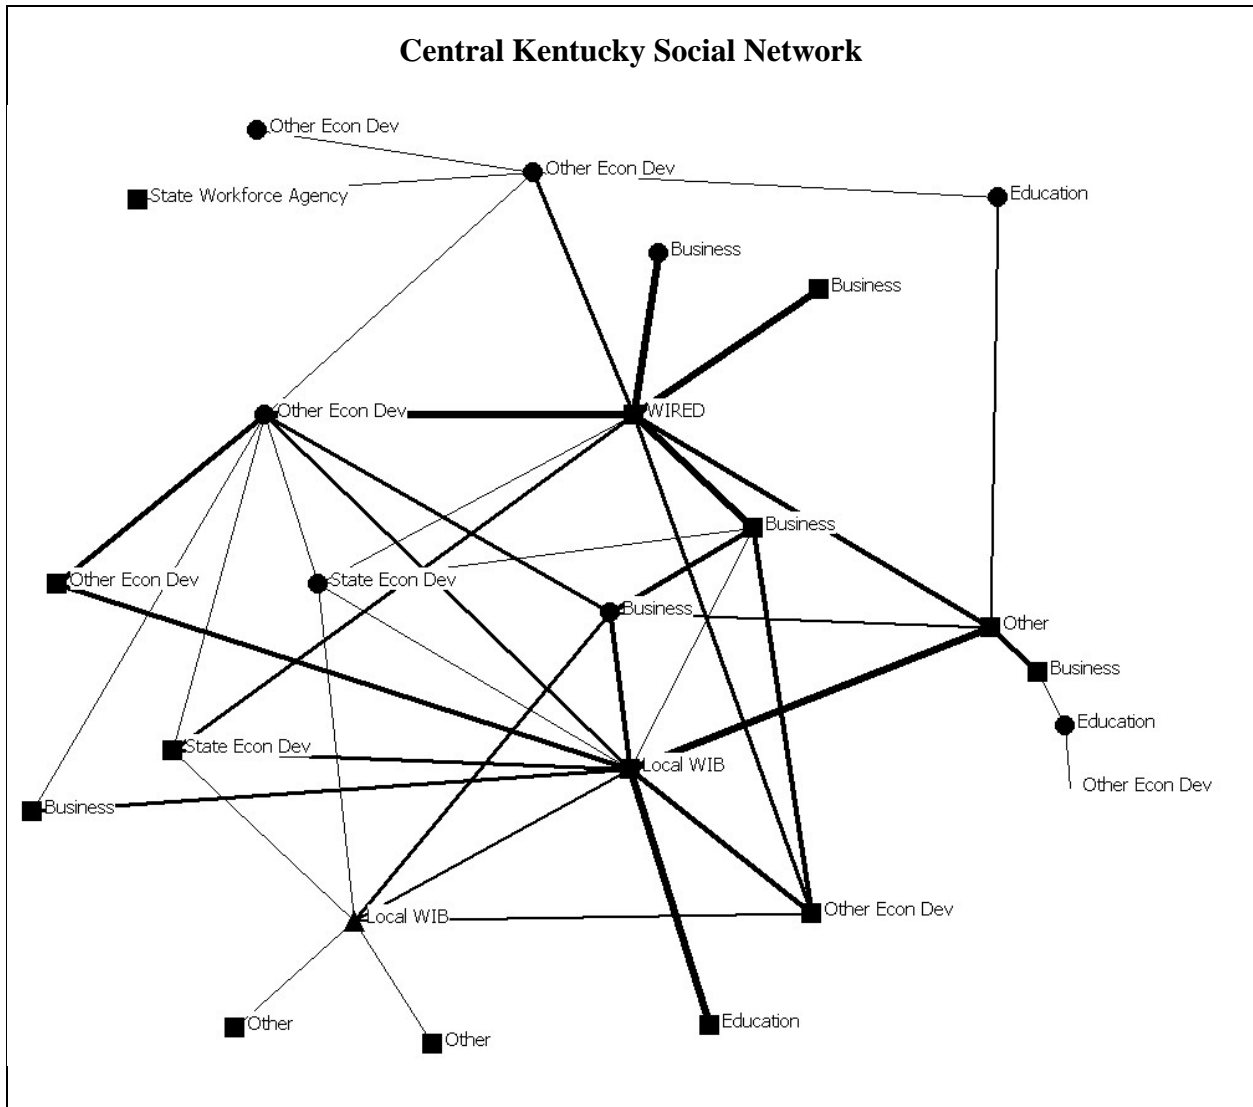 Central Kentucky Social Network
Other Econ Dev
Other Econ Dev
State Workforce Agency
Education
Business
Business
Other Econ Dev
WIRED
Business
Other Econ Dev
State Econ Dev
Business
Other
Business
Education
State Econ Dev
Local WIB
Other Econ Dev
Business
Other Econ Dev
Local WIB
Other
Education
Other